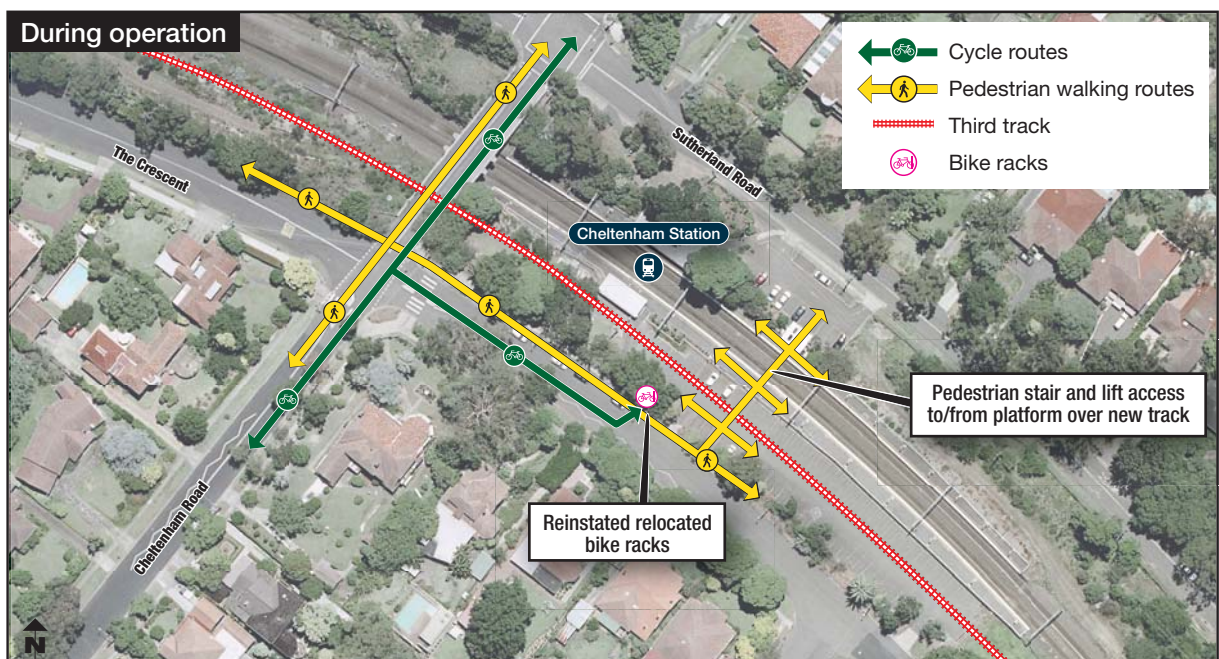 During operation
Cycle routes
Pedestrian walking routes
Third track
Bike racks
The Crescent
Sutherland Road
Cheltenham Station
Pedestrian stair and lift access
to/from platform over new track
Reinstated relocated
bike racks
Cheltenham Road
N